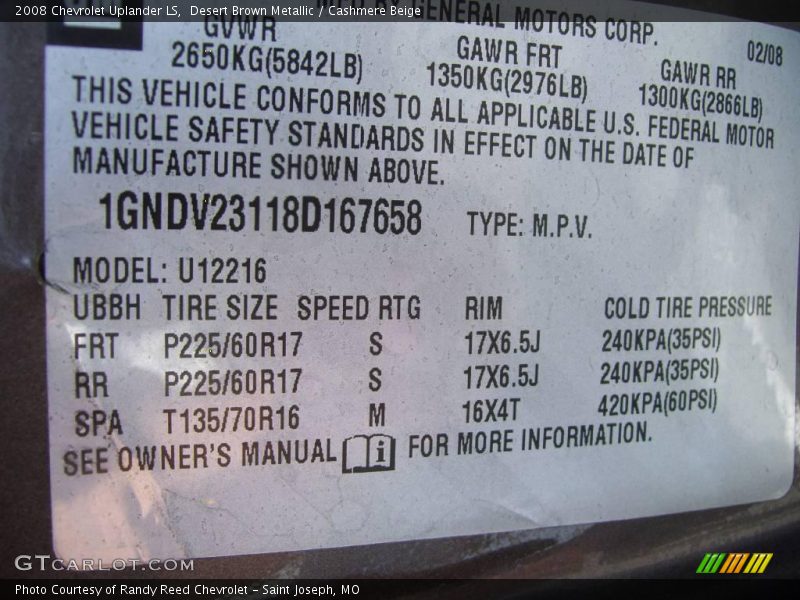 2008 Chevrolet Uplander LS,  Desert Brown Metallic / Cashmere Beige
GENERAL MOTORS CORP.
02/08
GVWR GAWR FRT GAWR RR
2650KG(5842LB) 1350KG(2976LB) 1300KG(2866LB)
THIS VEHICLE CONFORMS TO ALL APPLICABLE U.S. FEDERAL MOTOR
VEHICLE SAFETY STANDARDS IN EFFECT ON THE DATE OF
MANUFACTURE SHOWN ABOVE.
1GNDV23118D167658 TYPE: M.P.V.
MODEL: U12216
UBBH TIRE SIZE SPEED RTG RIM COLD TIRE PRESSURE
FRT P225/60R17 S 17X6.5J 240KPA(35PSI)
RR P225/60R17 S 17X6.5J 240KPA(35PSI)
SPA T135/70R16 M 16X4T 420KPA(60PSI)
SEE OWNER'S MANUAL i FOR MORE INFORMATION.
GTCARLOT.COM
Photo Courtesy of Randy Reed Chevrolet – Saint Joseph, MO